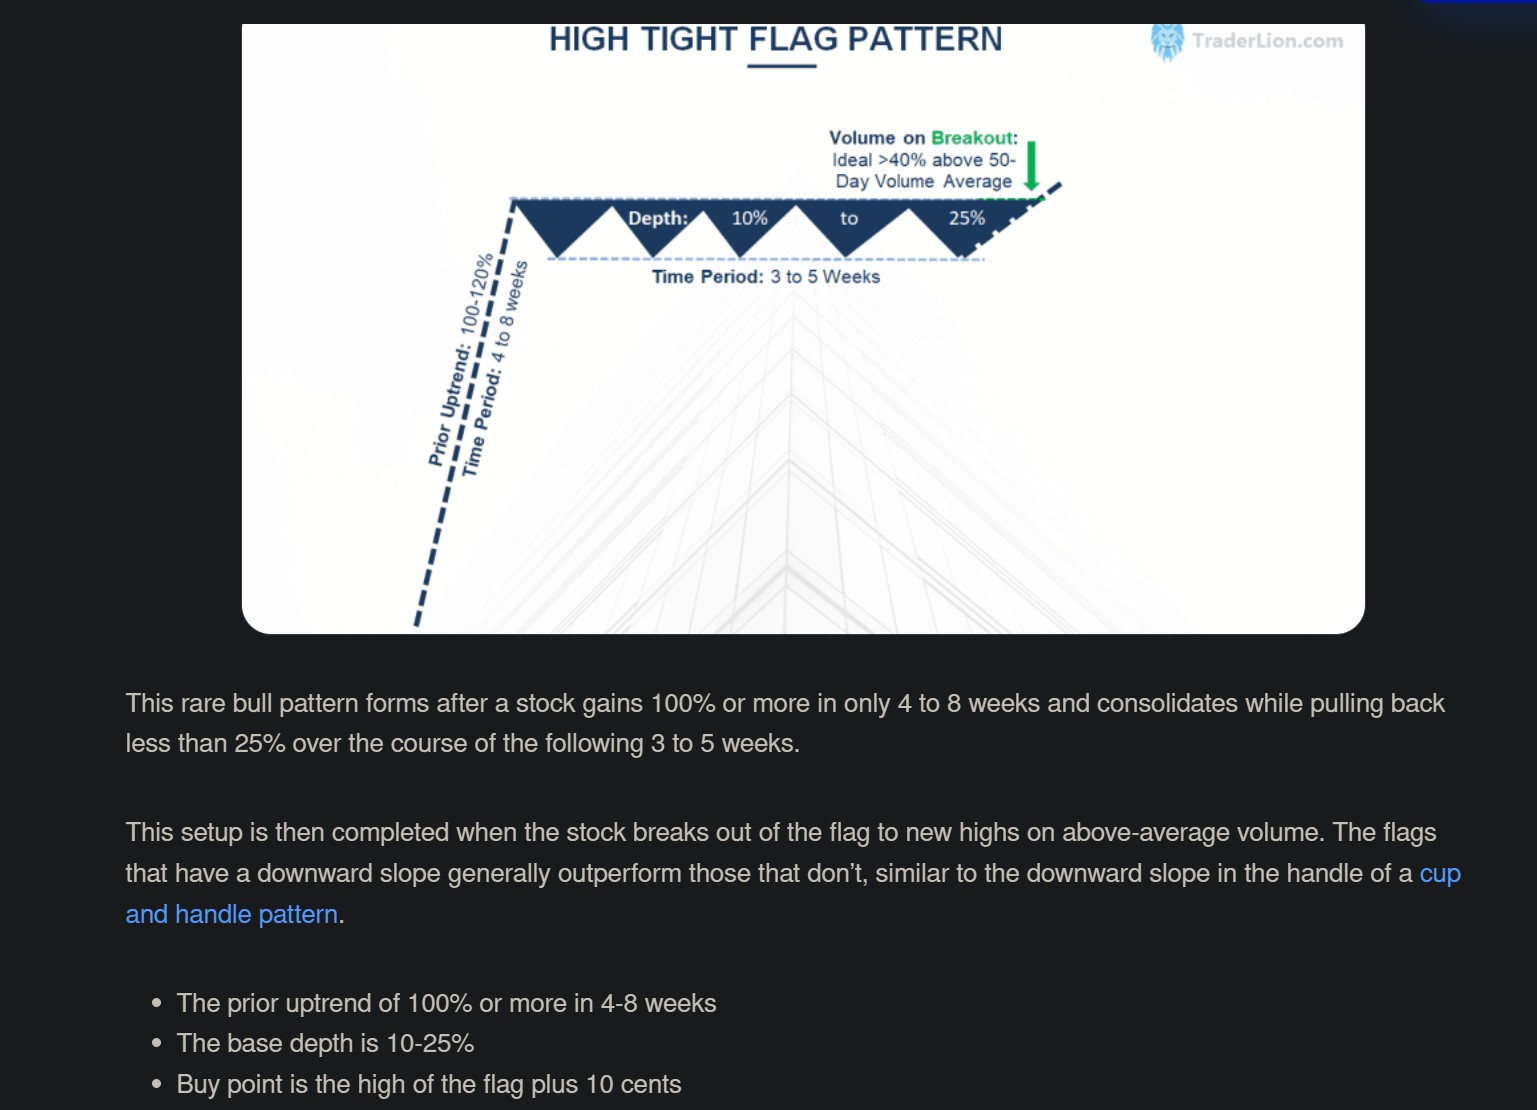 HIGH TIGHT FLAG PATTERN
TraderLion.com
Volume on Breakout:
Ideal >40% above 50-
Day Volume Average
Depth: 10% to 25%
Time Period: 3 to 5 Weeks
Prior Uptrend: 100-120%
Time Period: 4 to 8 weeks
This rare bull pattern forms after a stock gains 100% or more in only 4 to 8 weeks and consolidates while pulling back
less than 25% over the course of the following 3 to 5 weeks.
This setup is then completed when the stock breaks out of the flag to new highs on above-average volume. The flags
that have a downward slope generally outperform those that don’t, similar to the downward slope in the handle of a cup
and handle pattern.
• The prior uptrend of 100% or more in 4-8 weeks
• The base depth is 10-25%
• Buy point is the high of the flag plus 10 cents